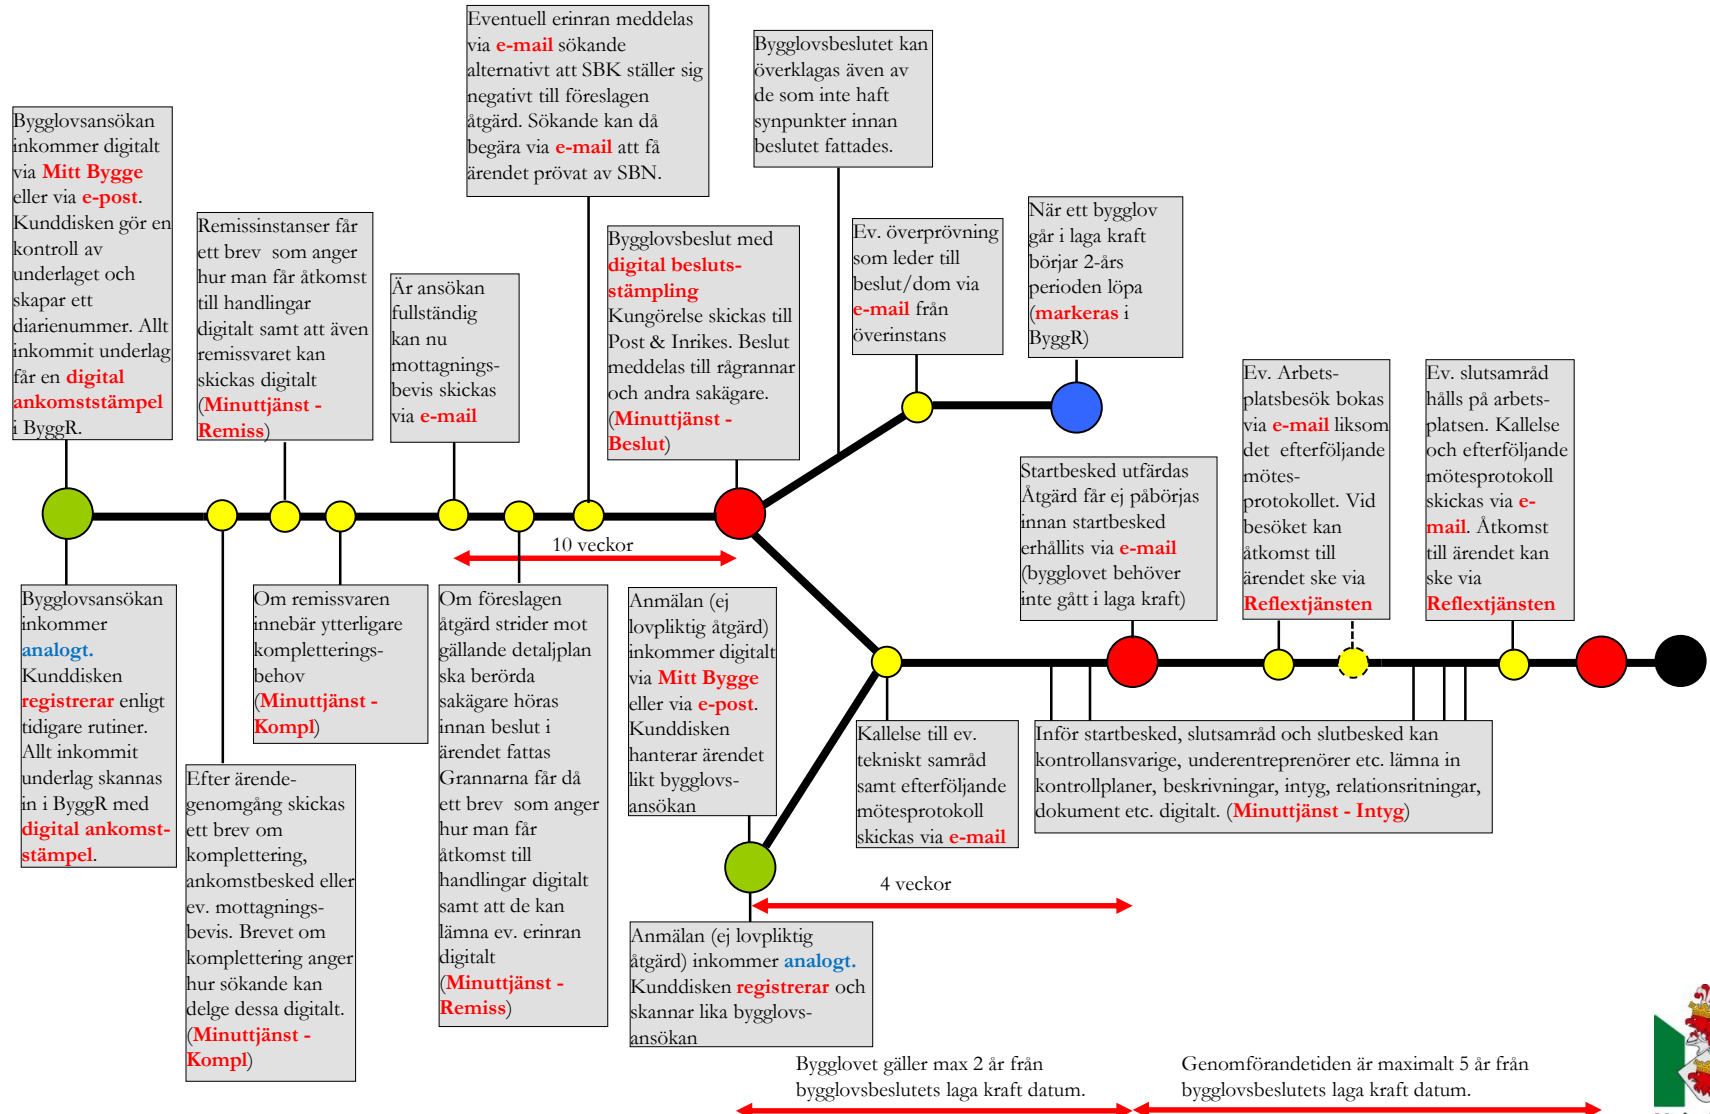 Eventuell erinran meddelas
via e-mail sökande
alternativt att SBK ställer sig
negativt till föreslagen
åtgärd. Sökande kan då
begära via e-mail att få
ärendet prövat av SBN.
Bygglovsbeslutet kan
överklagas även av
de som inte haft
synpunkter innan
beslutet fattades.
Bygglovsansökan
inkommer digitalt
via Mitt Bygge
eller via e-post.
Kunddisken gör en
kontroll av
underlaget och
skapar ett
diarienummer. Allt
inkommit underlag
får en digital
ankomststämpel
i ByggR.
Remissinstanser får
ett brev som anger
hur man får åtkomst
till handlingar
digitalt samt att även
remissvaret kan
skickas digitalt
(Minuttjänst -
Remiss)
Är ansökan
fullständig
kan nu
mottagnings-
bevis skickas
via e-mail
Bygglovsbeslut med
digital besluts-
stämpling
Kungörelse skickas till
Post & Inrikes. Beslut
meddelas till rågrannar
och andra sakägare.
(Minuttjänst -
Beslut)
Ev. överprövning
som leder till
beslut/dom via
e-mail från
överinstans
När ett bygglov
går i laga kraft
börjar 2-års
perioden löpa
(markeras i
ByggR)
Ev. Arbets-
platsbesök bokas
via e-mail liksom
det efterföljande
mötes-
protokollet. Vid
besöket kan
åtkomst till
ärendet ske via
Reflextjänsten
Ev. slutsamråd
hålls på arbets-
platsen. Kallelse
och efterföljande
mötesprotokoll
skickas via e-
mail. Åtkomst
till ärendet kan
ske via
Reflextjänsten
Startbesked utfärdas
Åtgärd får ej påbörjas
innan startbesked
erhållits via e-mail
(bygglovet behöver
inte gått i laga kraft)
10 veckor
Bygglovsansökan
inkommer
analogt.
Kunddisken
registrerar enligt
tidigare rutiner.
Allt inkommit
underlag skannas
in i ByggR med
digital ankomst-
stämpel.
Om remissvaren
innebär ytterligare
kompletterings-
behov
(Minuttjänst -
Kompl)
Efter ärende-
genomgång skickas
ett brev om
komplettering,
ankomstbesked eller
ev. mottagnings-
bevis. Brevet om
komplettering anger
hur sökande kan
delge dessa digitalt.
(Minuttjänst -
Kompl)
Om föreslagen
åtgärd strider mot
gällande detaljplan
ska berörda
sakägare höras
innan beslut i
ärendet fattas
Grannarna får då
ett brev som anger
hur man får
åtkomst till
handlingar digitalt
samt att de kan
lämna ev. erinran
digitalt
(Minuttjänst -
Remiss)
Anmälan (ej
lovpliktig åtgärd)
inkommer digitalt
via Mitt Bygge
eller via e-post.
Kunddisken
hanterar ärendet
likt bygglovs-
ansökan
Kallelse till ev.
tekniskt samråd
samt efterföljande
mötesprotokoll
skickas via e-mail
Inför startbesked, slutsamråd och slutbesked kan
kontrollansvarige, underentreprenörer etc. lämna in
kontrollplaner, beskrivningar, intyg, relationsritningar,
dokument etc. digitalt. (Minuttjänst - Intyg)
4 veckor
Anmälan (ej lovpliktig
åtgärd) inkommer analogt.
Kunddisken registrerar och
skannar lika bygglovs-
ansökan
Bygglovet gäller max 2 år från
bygglovsbeslutets laga kraft datum.
Genomförandetiden är maximalt 5 år från
bygglovsbeslutets laga kraft datum.